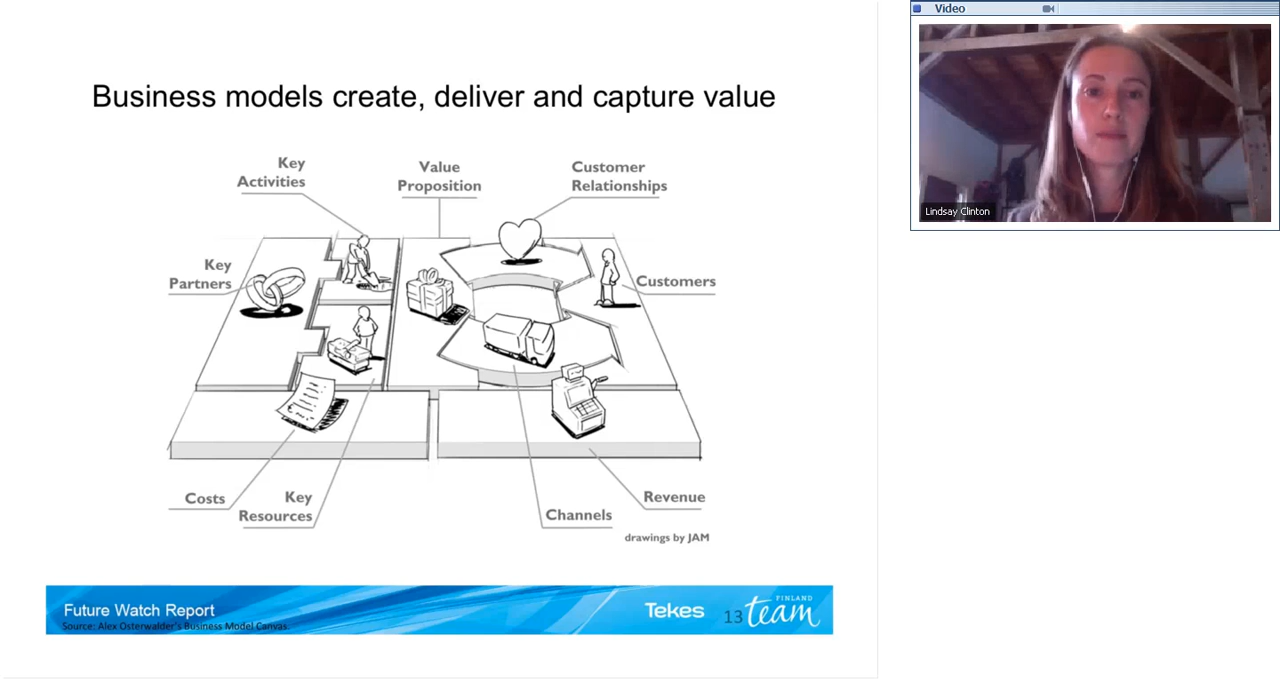 Video
Business models create, deliver and capture value
Key
Activities
Value
Proposition
Customer
Relationships
Key
Partners
Customers
Costs
Key
Resources
Channels
Revenue
drawings by JAM
Lindsay Clinton
Future Watch Report
Source: Alex Osterwalder's Business Model Canvas.
Tekes
13
FINLAND
team